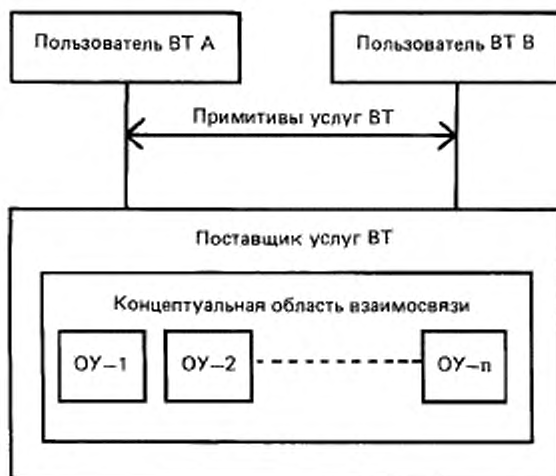 Пользователь ВТ А
Пользователь ВТ В
Примитивы услуг ВТ
Поставщик услуг ВТ
Концептуальная область взаимосвязи
ОУ—1
ОУ—2
ОУ—n